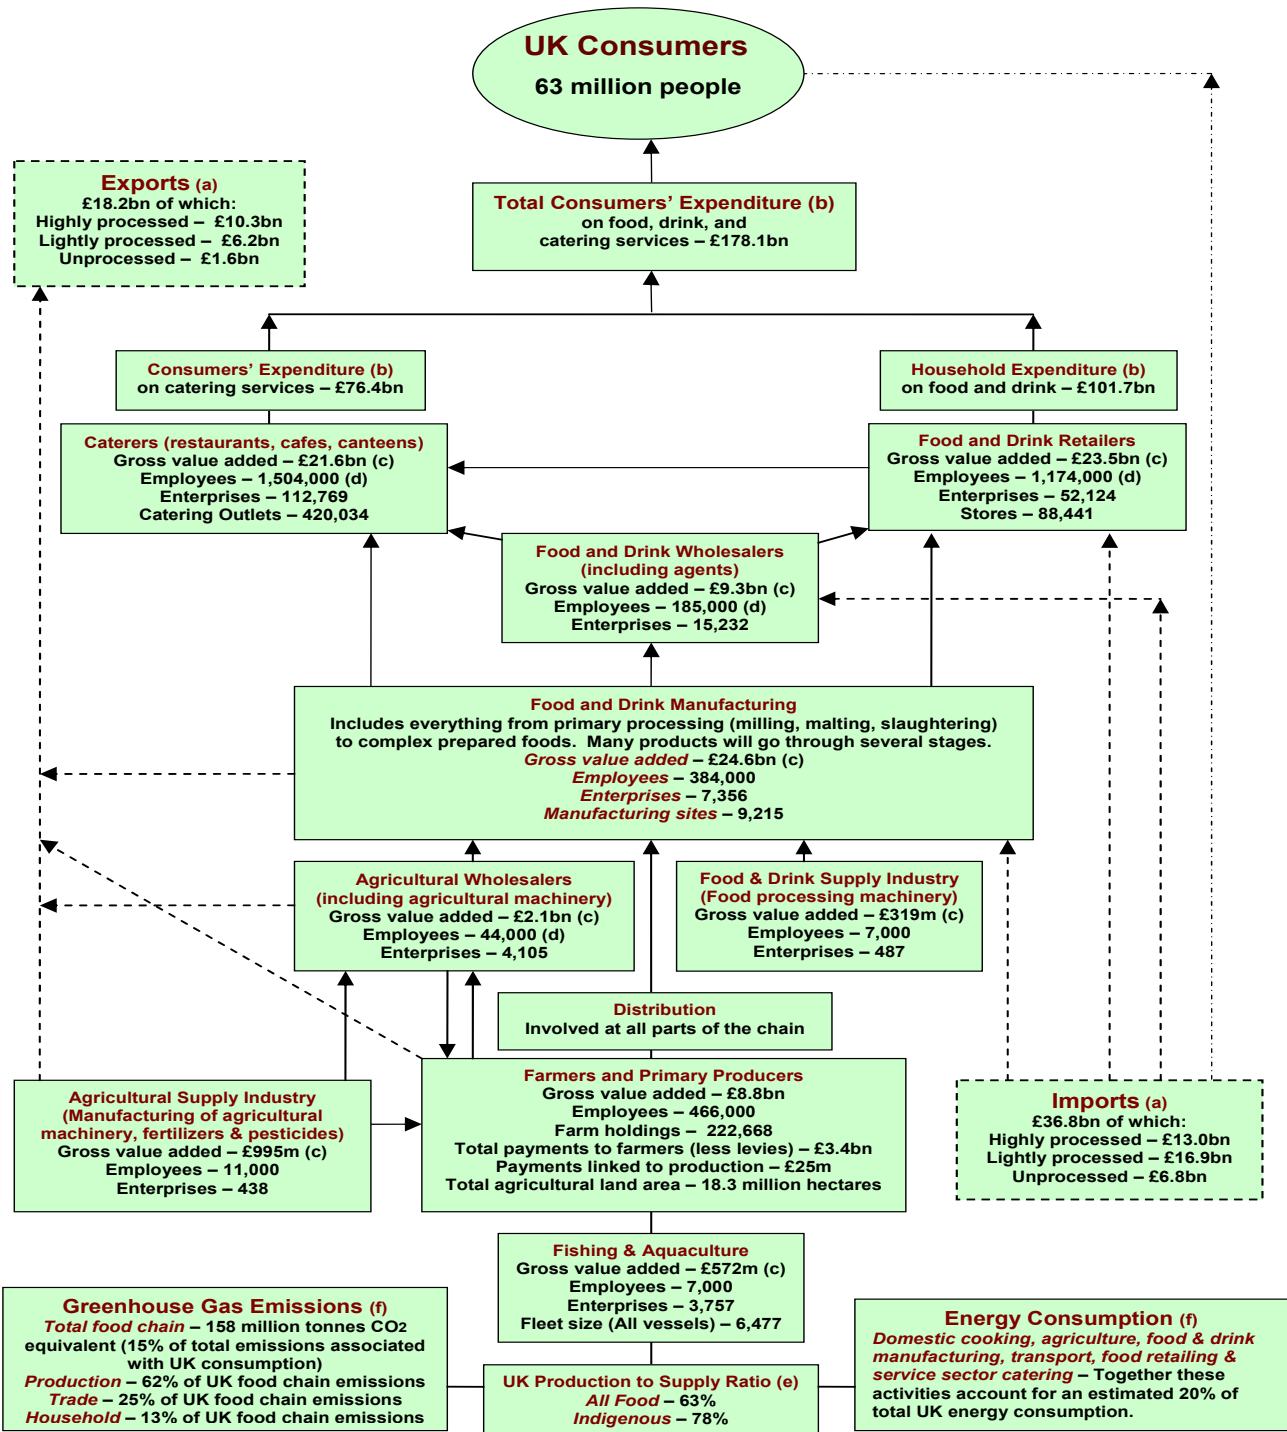 UK Consumers
63 million people
Exports (a)
£18.2bn of which:
Highly processed – £10.3bn
Lightly processed – £6.2bn
Unprocessed – £1.6bn
Total Consumers' Expenditure (b)
on food, drink, and
catering services – £178.1bn
Consumers' Expenditure (b)
on catering services – £76.4bn
Household Expenditure (b)
on food and drink – £101.7bn
Caterers (restaurants, cafes, canteens)
Gross value added – £21.6bn (c)
Employees – 1,504,000 (d)
Enterprises – 112,769
Catering Outlets – 420,034
Food and Drink Retailers
Gross value added – £23.5bn (c)
Employees – 1,174,000 (d)
Enterprises – 52,124
Stores – 88,441
Food and Drink Wholesalers
(including agents)
Gross value added – £9.3bn (c)
Employees – 185,000 (d)
Enterprises – 15,232
Food and Drink Manufacturing
Includes everything from primary processing (milling, malting, slaughtering)
to complex prepared foods. Many products will go through several stages.
Gross value added – £24.6bn (c)
Employees – 384,000
Enterprises – 7,356
Manufacturing sites – 9,215
Agricultural Wholesalers
(including agricultural machinery)
Gross value added – £2.1bn (c)
Employees – 44,000 (d)
Enterprises – 4,105
Food & Drink Supply Industry
(Food processing machinery)
Gross value added – £319m (c)
Employees – 7,000
Enterprises – 487
Distribution
Involved at all parts of the chain
Agricultural Supply Industry
(Manufacturing of agricultural
machinery, fertilizers & pesticides)
Gross value added – £995m (c)
Employees – 11,000
Enterprises – 438
Farmers and Primary Producers
Gross value added – £8.8bn
Employees – 466,000
Farm holdings - 222,668
Total payments to farmers (less levies) – £3.4bn
Payments linked to production – £25m
Total agricultural land area – 18.3 million hectares
Imports (a)
£36.8bn of which:
Highly processed – £13.0bn
Lightly processed – £16.9bn
Unprocessed – £6.8bn
Fishing & Aquaculture
Gross value added – £572m (c)
Employees – 7,000
Enterprises – 3,757
Fleet size (All vessels) – 6,477
Greenhouse Gas Emissions (f)
Total food chain – 158 million tonnes CO2
equivalent (15% of total emissions associated
with UK consumption)
Production – 62% of UK food chain emissions
Trade – 25% of UK food chain emissions
Household – 13% of UK food chain emissions
UK Production to Supply Ratio (e)
All Food – 63%
Indigenous – 78%
Energy Consumption (f)
Domestic cooking, agriculture, food & drink
manufacturing, transport, food retailing &
service sector catering – Together these
activities account for an estimated 20% of
total UK energy consumption.